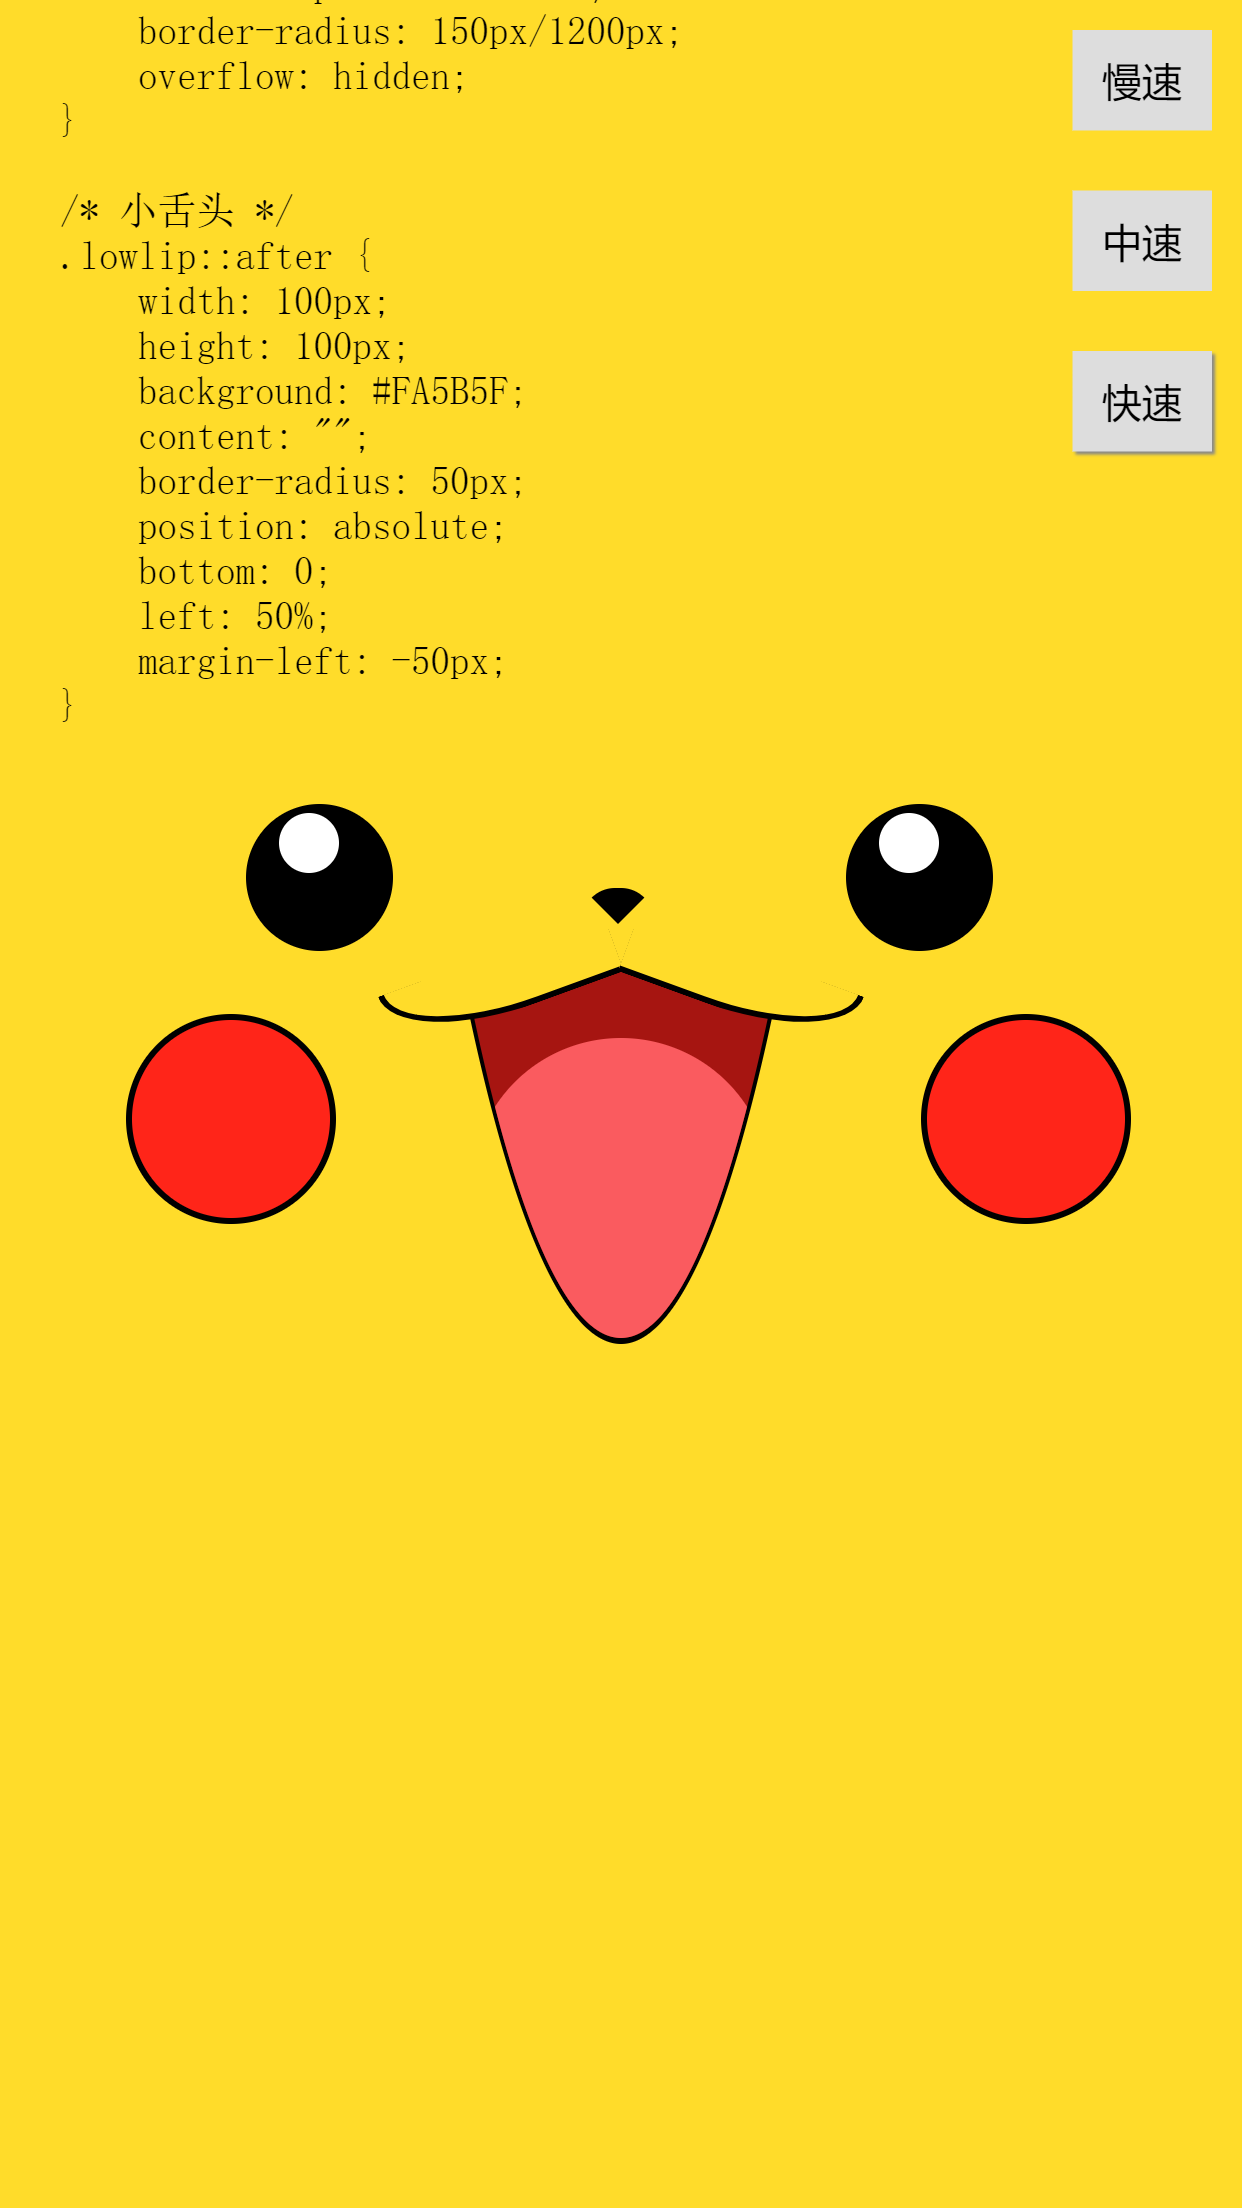 border-radius: 150px/1200px;
    overflow: hidden;
}

/* 小舌头 */
.lowlip::after {
    width: 100px;
    height: 100px;
    background: #FA5B5F;
    content: "";
    border-radius: 50px;
    position: absolute;
    bottom: 0;
    left: 50%;
    margin-left: -50px;
}
慢速
中速
快速